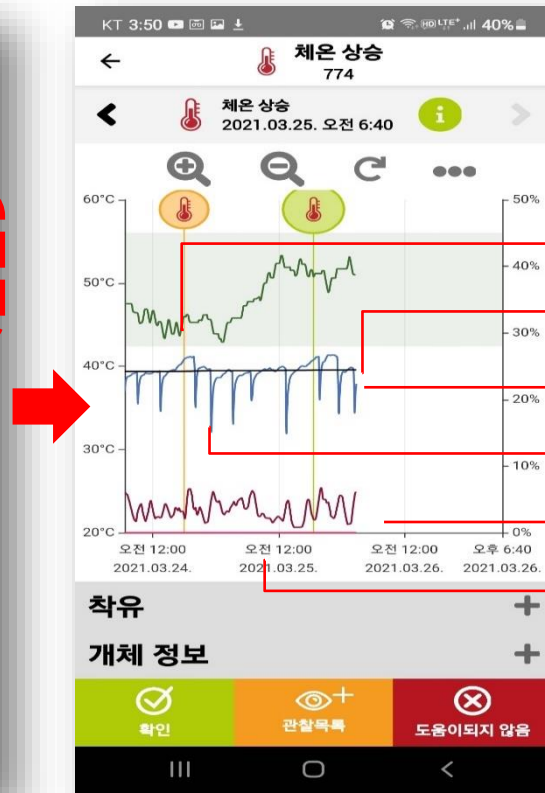 KT 3:50 HD LTE+ 40%
체온 상승
774
체온 상승
2021.03.25. 오전 6:40
i
60°C 50%
40%
50°C
30%
40°C
20%
30°C
10%
20°C 0%
오전 12:00 오전 12:00 오전 12:00 오후 6:40
2021.03.24. 2021.03.25. 2021.03.26. 2021.03.26.
착유
개체 정보
확인 관찰목록 도움이되지 않음